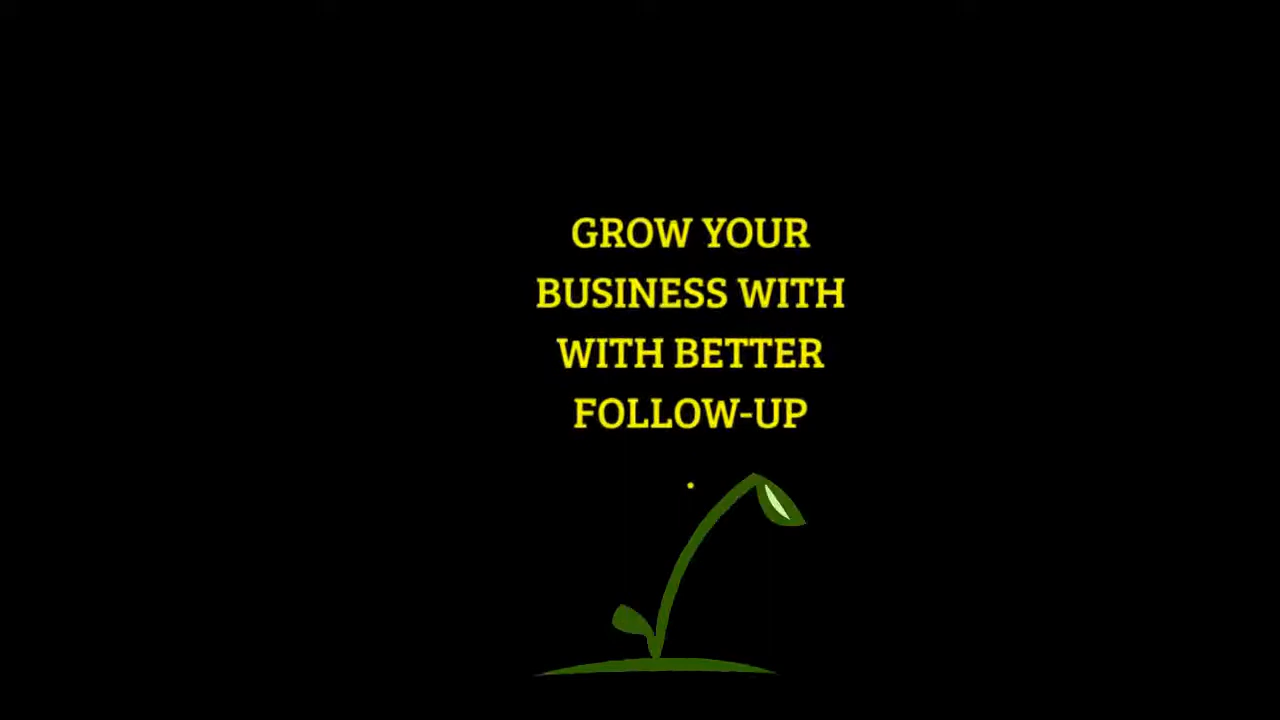 GROW YOUR
BUSINESS WITH
WITH BETTER
FOLLOW-UP
.